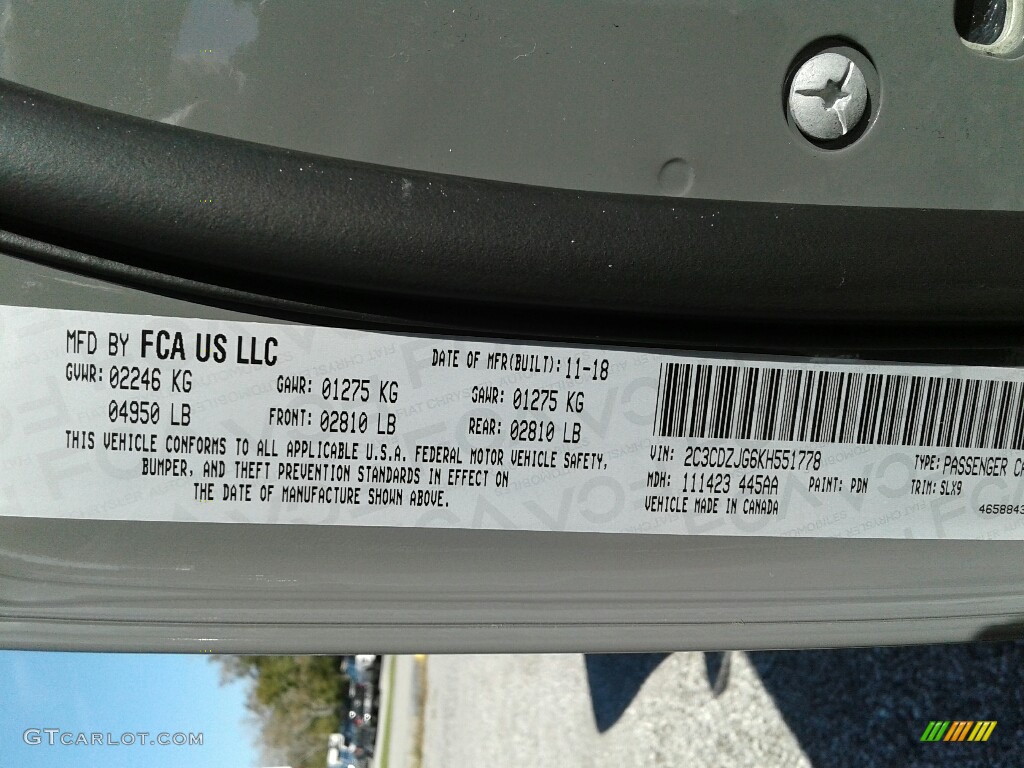 MFD BY FCA US LLC
DATE OF MFR(BUILT): 11-18
GVWR: 02246 KG
GAWR: 01275 KG
GAWR: 01275 KG
04950 LB
FRONT: 02810 LB
REAR: 02810 LB
THIS VEHICLE CONFORMS TO ALL APPLICABLE U.S.A. FEDERAL MOTOR VEHICLE SAFETY,
BUMPER, AND THEFT PREVENTION STANDARDS IN EFFECT ON
THE DATE OF MANUFACTURE SHOWN ABOVE.
VIN: 2C3CDZJG6KH551778
TYPE: PASSENGER
MDH: 111423 445AA
PAINT: PDN
TRIM: SLX9
VEHICLE MADE IN CANADA
4658843
GTCARLOT.COM